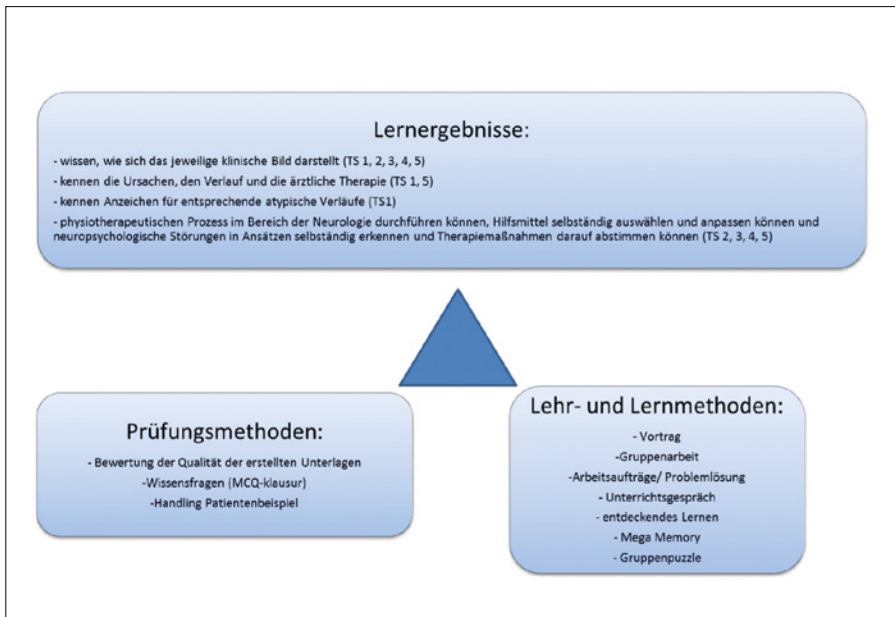 Lernergebnisse:
- wissen, wie sich das jeweilige klinische Bild darstellt (TS 1, 2, 3, 4, 5)
- kennen die Ursachen, den Verlauf und die ärztliche Therapie (TS 1, 5)
- kennen Anzeichen für entsprechende atypische Verläufe (TS1)
- physiotherapeutischen Prozess im Bereich der Neurologie durchführen können, Hilfsmittel selbständig auswählen und anpassen können und
neuropsychologische Störungen in Ansätzen selbständig erkennen und Therapiemaßnahmen darauf abstimmen können (TS 2, 3, 4, 5)
Prüfungsmethoden:
- Bewertung der Qualität der erstellten Unterlagen
-Wissensfragen (MCQ-klausur)
-Handling Patientenbeispiel
Lehr- und Lernmethoden:
- Vortrag
-Gruppenarbeit
-Arbeitsaufträge/ Problemlösung
- Unterrichtsgespräch
- entdeckendes Lernen
- Mega Memory
- Gruppenpuzzle